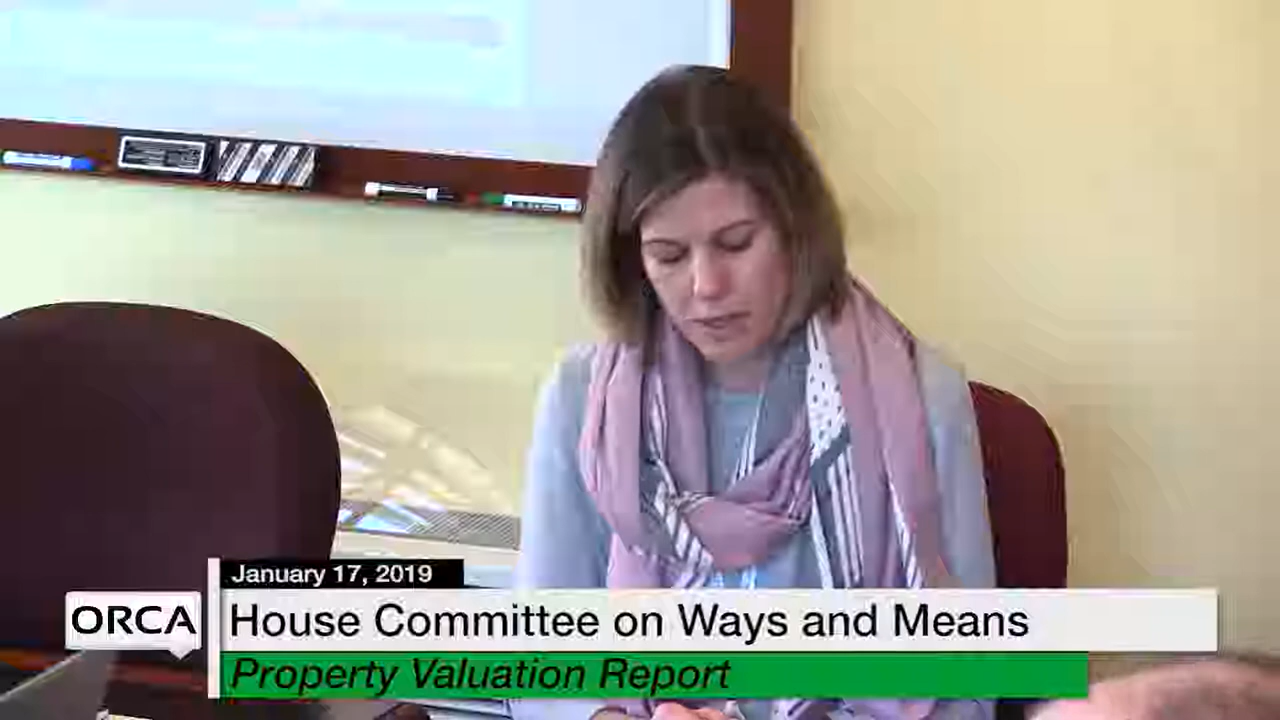 January 17, 2019
ORCA
House Committee on Ways and Means
Property Valuation Report